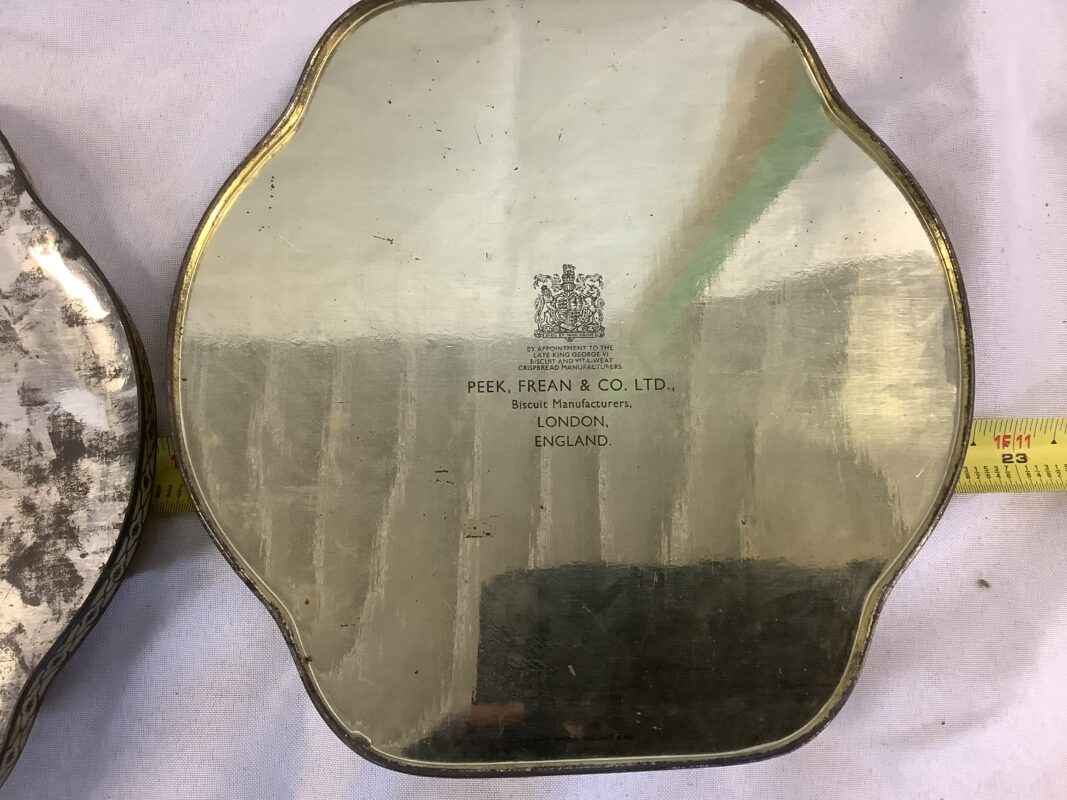 BY APPOINTMENT TO THE
LATE KING GEORGE VI
BISCUIT AND VITA-WEAT
CRISPBREAD MANUFACTURERS
PEEK, FREAN & CO. LTD.,
Biscuit Manufacturers,
LONDON,
ENGLAND.
11
23